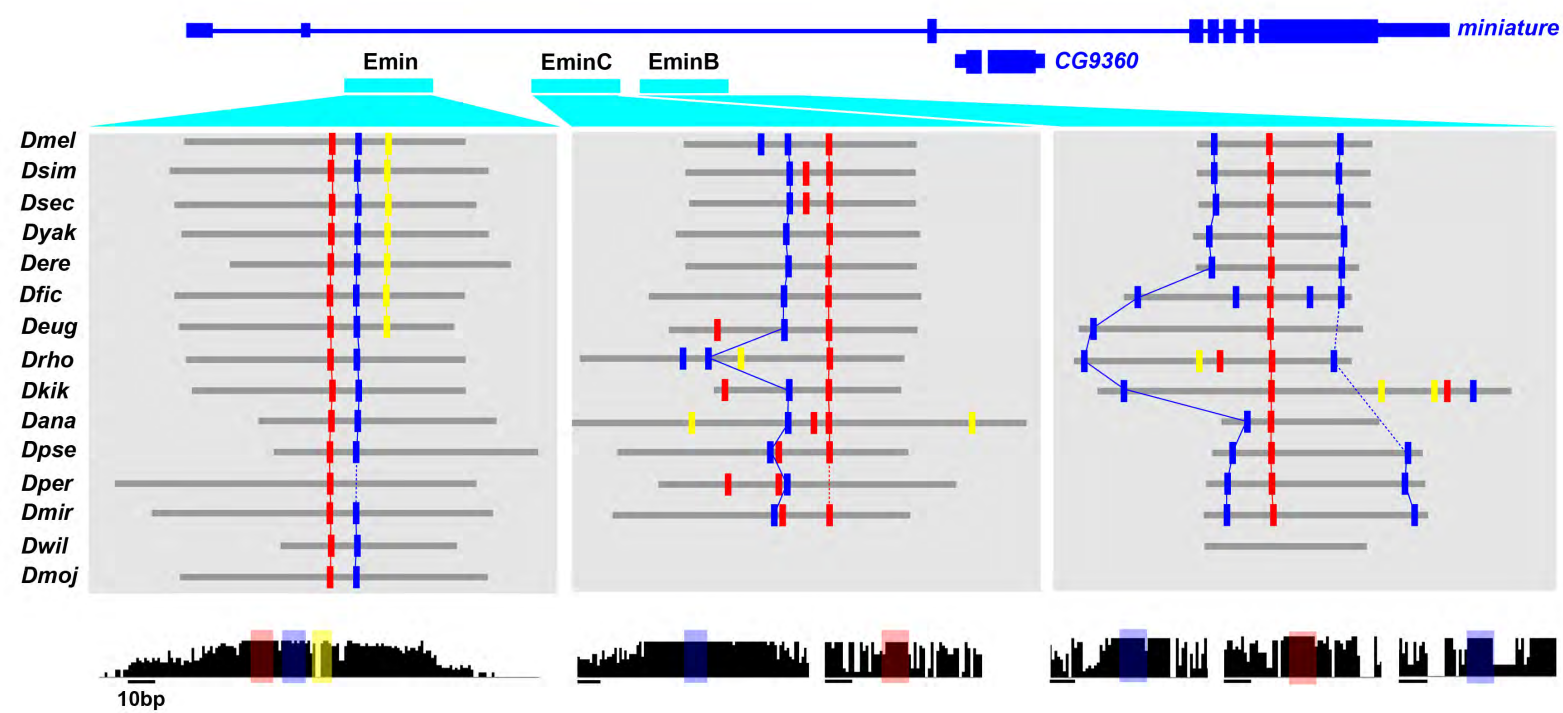 miniature
CG9360
Emin EminC EminB
Dmel
Dsim
Dsec
Dyak
Dere
Dfic
Deug
Drho
Dkik
Dana
Dpse
Dper
Dmir
Dwil
Dmoj
10bp